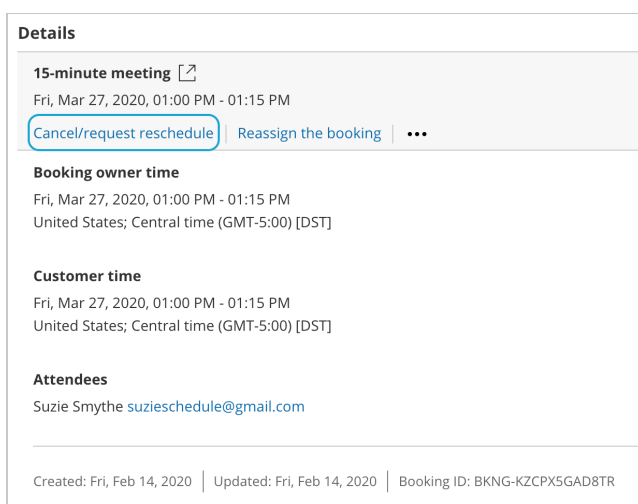 Details
15-minute meeting
Fri, Mar 27, 2020, 01:00 PM - 01:15 PM
Cancel/request reschedule | Reassign the booking | •••
Booking owner time
Fri, Mar 27, 2020, 01:00 PM - 01:15 PM
United States; Central time (GMT-5:00) [DST]
Customer time
Fri, Mar 27, 2020, 01:00 PM - 01:15 PM
United States; Central time (GMT-5:00) [DST]
Attendees
Suzie Smythe suzieschedule@gmail.com
Created: Fri, Feb 14, 2020 | Updated: Fri, Feb 14, 2020 | Booking ID: BKNG-KZCPX5GAD8TR